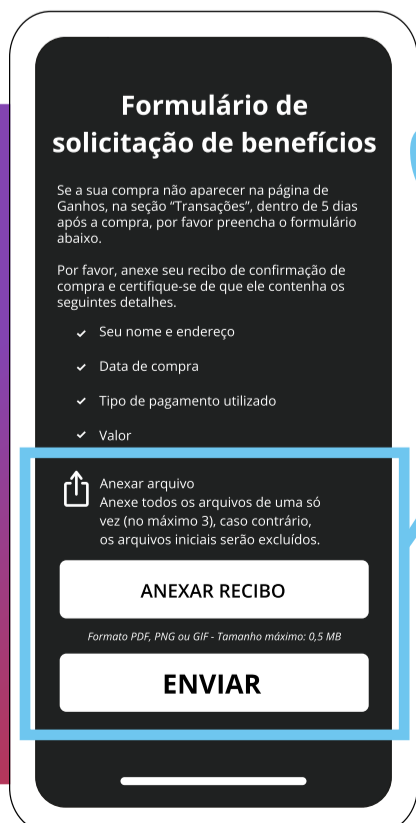 Formulário de
solicitação de benefícios
Se a sua compra não aparecer na página de
Ganhos, na seção “Transações”, dentro de 5 dias
após a compra, por favor preencha o formulário
abaixo.
Por favor, anexe seu recibo de confirmação de
compra e certifique-se de que ele contenha os
seguintes detalhes.
Seu nome e endereço
Data de compra
Tipo de pagamento utilizado
Valor
Anexar arquivo
Anexe todos os arquivos de uma só
vez (no máximo 3), caso contrário,
os arquivos iniciais serão excluídos.
ANEXAR RECIBO
Formato PDF, PNG ou GIF - Tamanho máximo: 0,5 MB
ENVIAR